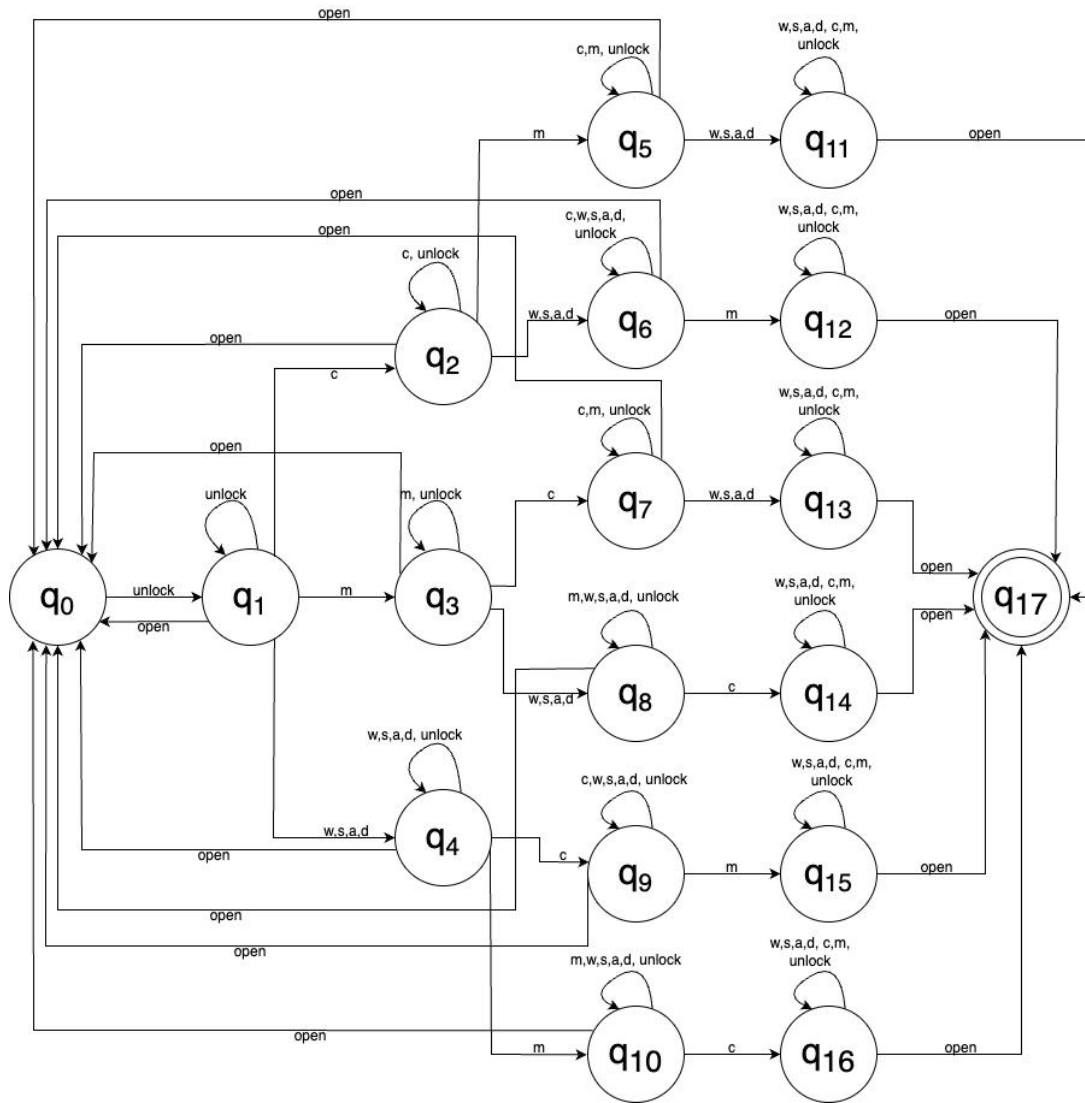 open
c,m, unlock
w,s,a,d, c,m,
unlock
m
q5
w,s,a,d
q11
open
open
c,w,s,a,d,
unlock
w,s,a,d, c,m,
unlock
open
c, unlock
w,s,a,d
q6
m
q12
open
open
q2
c
c,m, unlock
w,s,a,d, c,m,
unlock
open
unlock
m, unlock
c
q7
w,s,a,d
q13
open
q0
unlock
q1
m
q3
q17
open
m,w,s,a,d, unlock
w,s,a,d, c,m,
unlock
open
w,s,a,d
q8
c
q14
w,s,a,d, unlock
c,w,s,a,d, unlock
w,s,a,d, c,m,
unlock
w,s,a,d
q4
open
c
q9
m
q15
open
open
open
m,w,s,a,d, unlock
w,s,a,d, c,m,
unlock
open
m
q10
c
q16
open